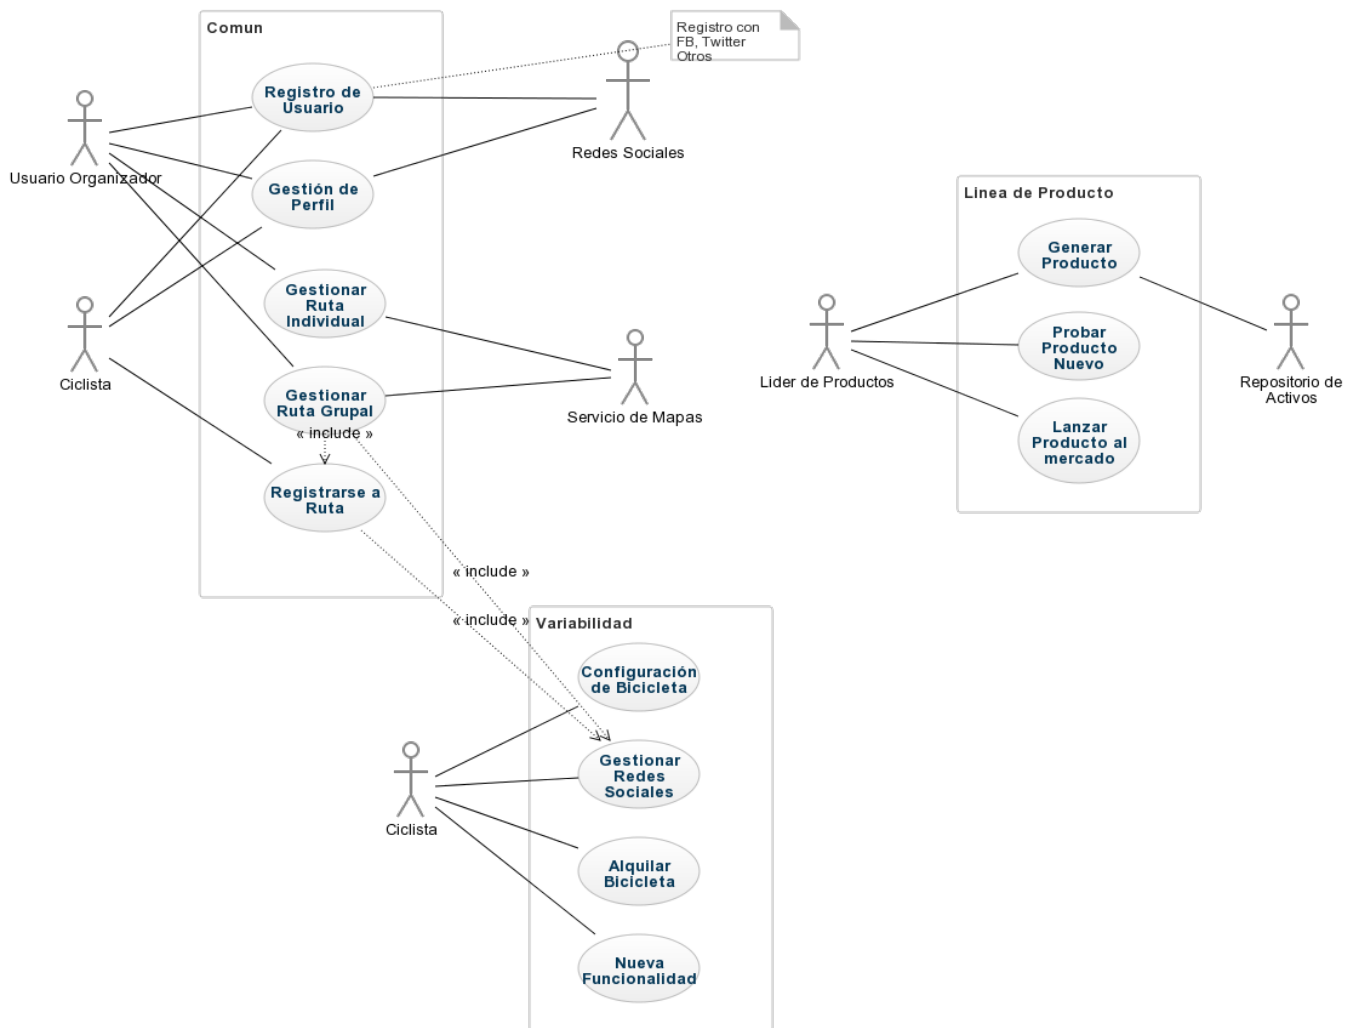 Comun
Registro con
FB, Twitter
Otros
Registro de
Usuario
Usuario Organizador
Redes Sociales
Gestión de
Perfil
Linea de Producto
Generar
Producto
Gestionar
Ruta
Individual
Ciclista
Probar
Producto
Nuevo
Lider de Productos
Repositorio de
Activos
Gestionar
Ruta Grupal
Servicio de Mapas
« include »
Lanzar
Producto al
mercado
Registrarse a
Ruta
« include »
« include »
Variabilidad
Configuración
de Bicicleta
Gestionar
Redes
Sociales
Ciclista
Alquilar
Bicicleta
Nueva
Funcionalidad